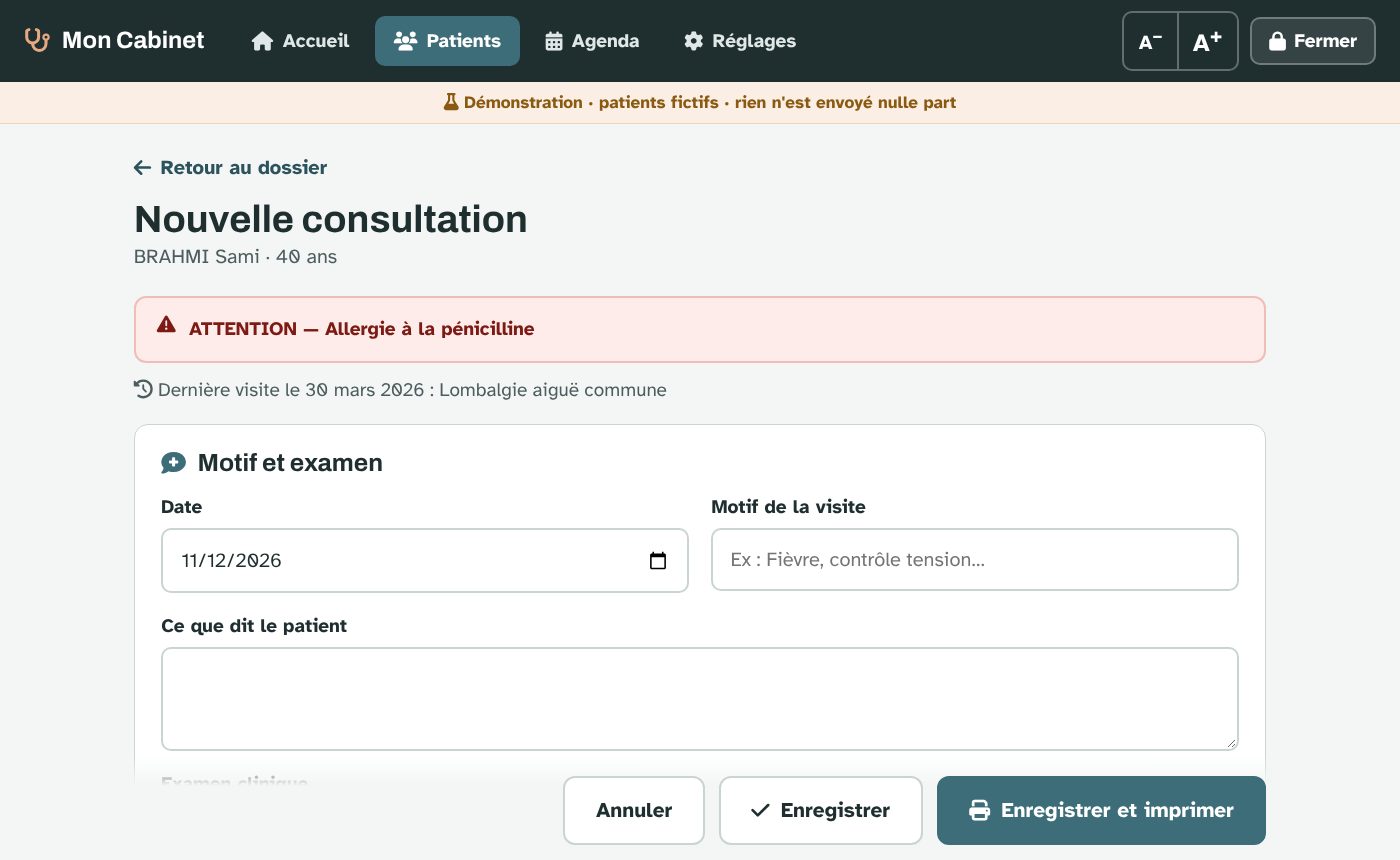 Mon Cabinet Accueil Patients Agenda Réglages A− A+ Fermer
Démonstration · patients fictifs · rien n'est envoyé nulle part
Retour au dossier
Nouvelle consultation
BRAHMI Sami · 40 ans
ATTENTION — Allergie à la pénicilline
Dernière visite le 30 mars 2026 : Lombalgie aiguë commune
Motif et examen
Date Motif de la visite
11/12/2026 Ex : Fièvre, contrôle tension...
Ce que dit le patient
Examen clinique
Annuler Enregistrer Enregistrer et imprimer